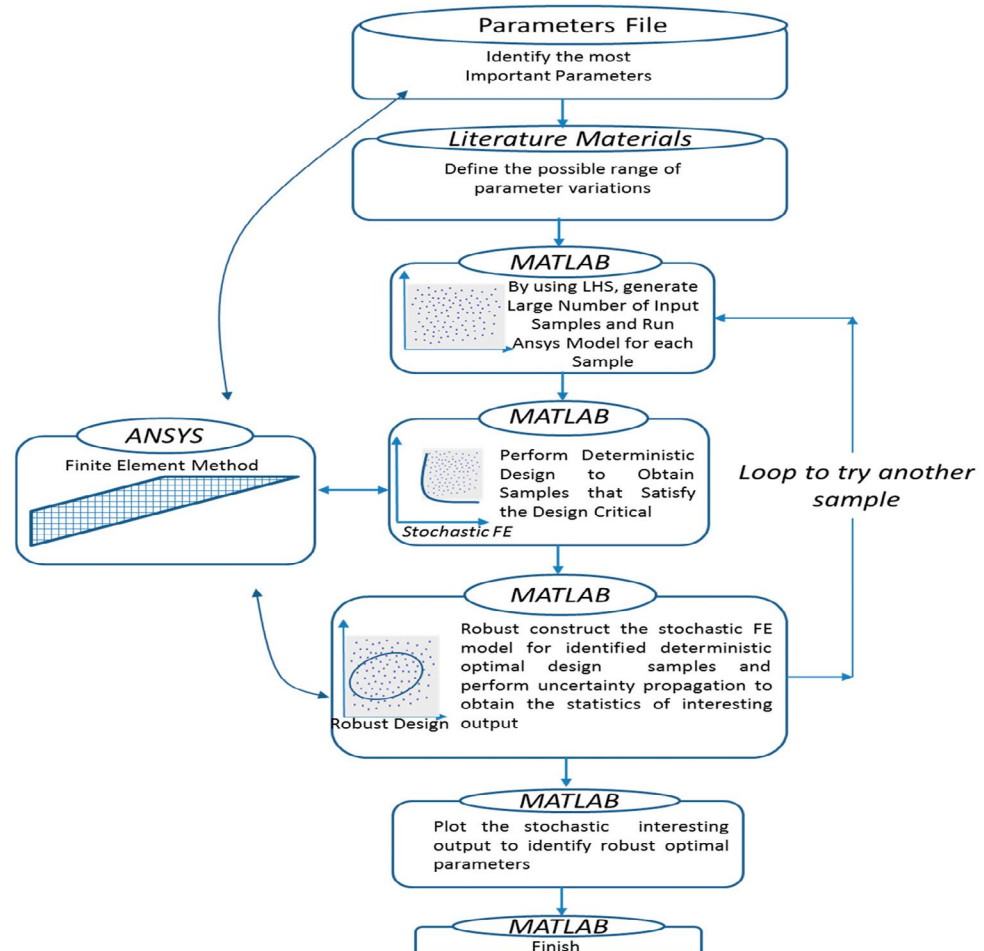 Parameters File
Identify the most
Important Parameters
Literature Materials
Define the possible range of
parameter variations
MATLAB
By using LHS, generate
Large Number of Input
Samples and Run
Ansys Model for each
Sample
MATLAB
Perform Deterministic
Design to Obtain
Samples that Satisfy
the Design Critical
Stochastic FE
ANSYS
Finite Element Method
Loop to try another
sample
MATLAB
Robust construct the stochastic FE
model for identified deterministic
optimal design samples and
perform uncertainty propagation to
obtain the statistics of interesting
output
Robust Design
MATLAB
Plot the stochastic interesting
output to identify robust optimal
parameters
MATLAB
Finish